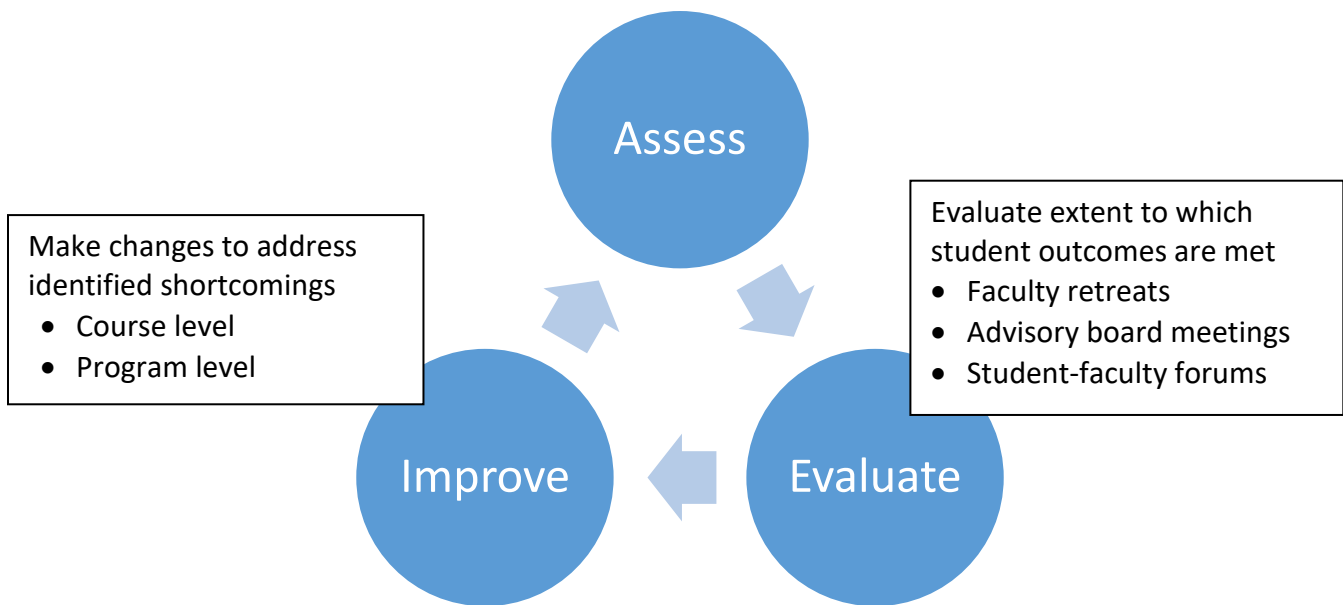 Assess
Make changes to address
identified shortcomings
• Course level
• Program level
Evaluate extent to which
student outcomes are met
• Faculty retreats
• Advisory board meetings
• Student-faculty forums
Improve
Evaluate